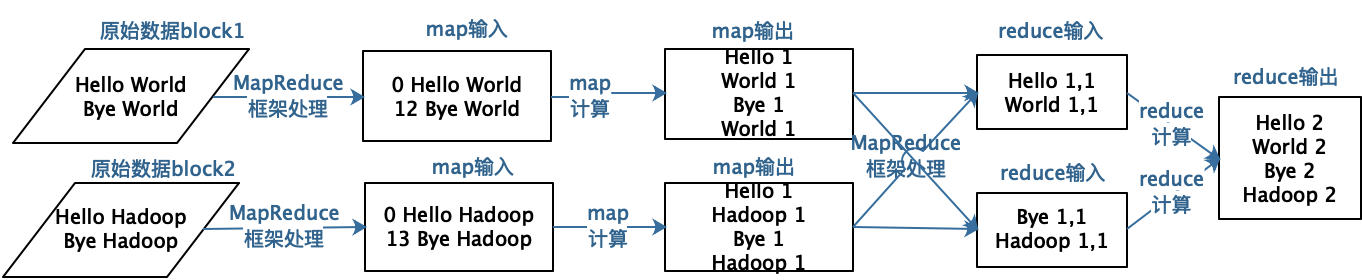 原始数据block1
Hello World
Bye World
MapReduce
框架处理
map输入
0 Hello World
12 Bye World
map
计算
map输出
Hello 1
World 1
Bye 1
World 1
原始数据block2
Hello Hadoop
Bye Hadoop
MapReduce
框架处理
map输入
0 Hello Hadoop
13 Bye Hadoop
map
计算
map输出
Hello 1
Hadoop 1
Bye 1
Hadoop 1
MapReduce
框架处理
reduce输入
Hello 1,1
World 1,1
reduce
计算
reduce输入
Bye 1,1
Hadoop 1,1
reduce
计算
reduce输出
Hello 2
World 2
Bye 2
Hadoop 2